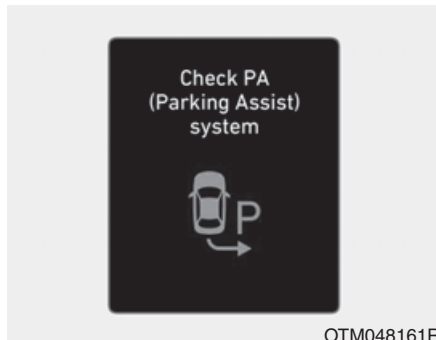 Check PA
(Parking Assist)
system
P
OTM048161F